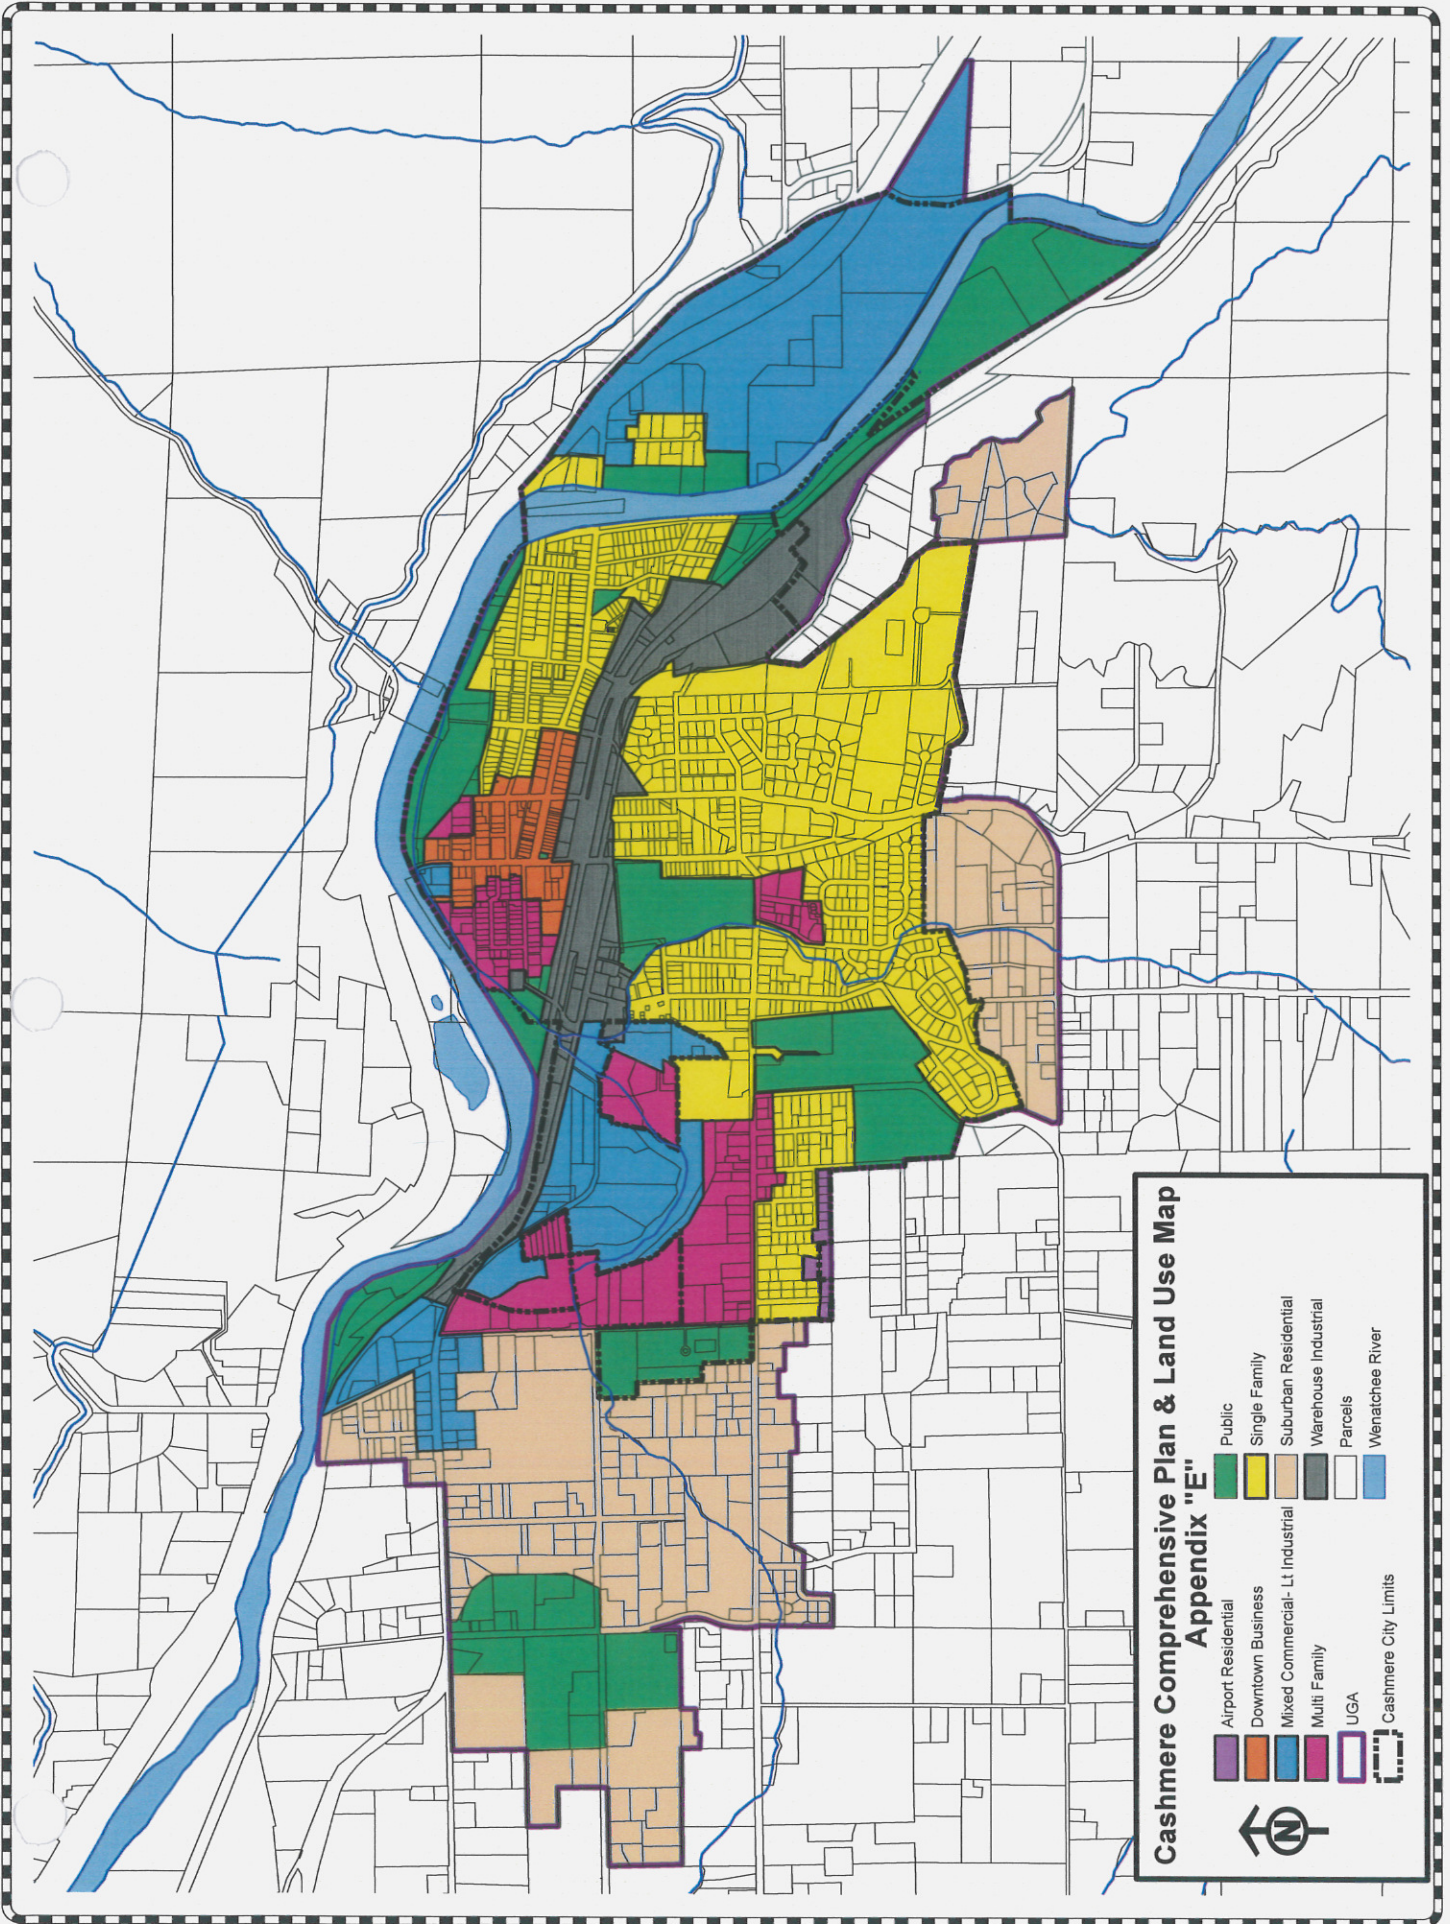 Cashmere Comprehensive Plan & Land Use Map
Appendix "E"
Airport Residential
Downtown Business
Mixed Commercial- Lt Industrial
Multi Family
UGA
Cashmere City Limits
Public
Single Family
Suburban Residential
Warehouse Industrial
Parcels
Wenatchee River
N